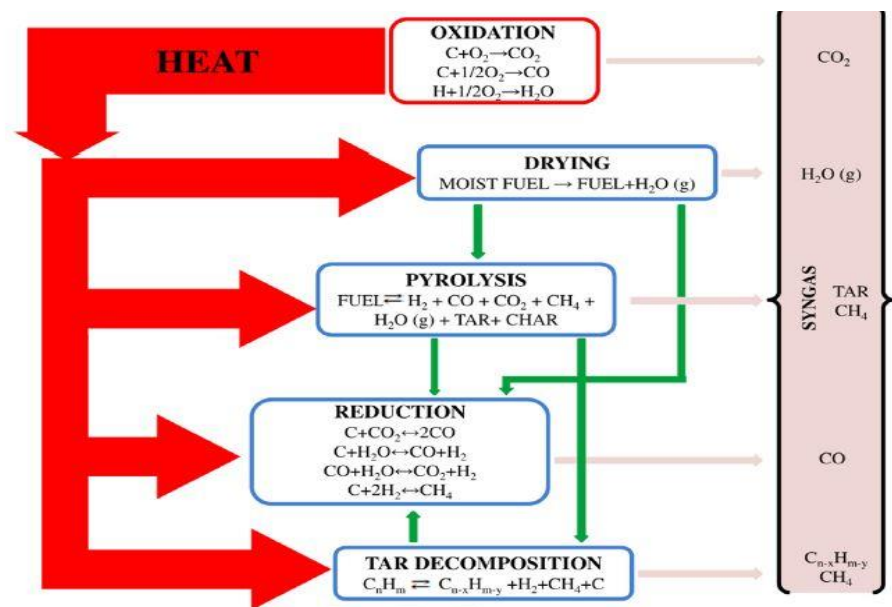 HEAT
OXIDATION
C+O₂→CO₂
C+1/2O₂→CO
H+1/2O₂→H₂O
CO₂
DRYING
MOIST FUEL → FUEL+H₂O (g)
H₂O (g)
PYROLYSIS
FUEL⇌ H₂ + CO + CO₂ + CH₄ +
H₂O (g) + TAR+ CHAR
SYNGAS
TAR
CH₄
REDUCTION
C+CO₂↔2CO
C+H₂O↔CO+H₂
CO+H₂O↔CO₂+H₂
C+2H₂↔CH₄
CO
TAR DECOMPOSITION
CₙHₘ ⇌ Cₙ₋ₓHₘ₋y +H₂+CH₄+C
Cₙ₋ₓHₘ₋y
CH₄